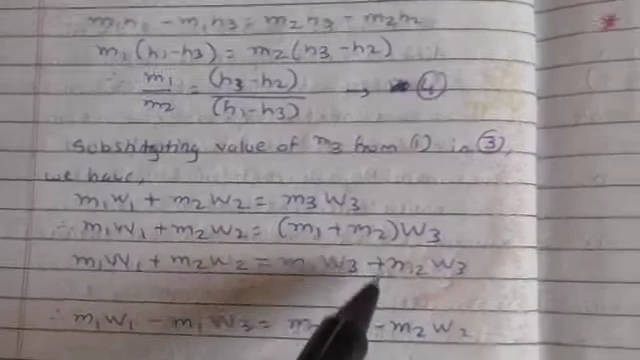 m₁h₁ - m₁h₃ = m₂h₃ - m₂h₂
m₁(h₁-h₃) = m₂(h₃-h₂)
∴ m₁/m₂ = (h₃-h₂)/(h₁-h₃) → ④
Substituting value of m₃ from (1) in ③,
we have,
m₁W₁ + m₂W₂ = m₃W₃
∴ m₁W₁ + m₂W₂ = (m₁+m₂)W₃
m₁W₁ + m₂W₂ = m₁W₃ + m₂W₃
∴ m₁W₁ - m₁W₃ = - m₂W₂